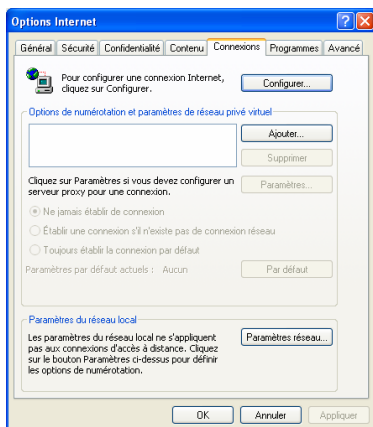 Options Internet
Général Sécurité Confidentialité Contenu Connexions Programmes Avancé
Pour configurer une connexion Internet, cliquez sur Configurer.
Configurer...
Options de numérotation et paramètres de réseau privé virtuel
Ajouter...
Supprimer
Cliquez sur Paramètres si vous devez configurer un
serveur proxy pour une connexion.
Paramètres...
Ne jamais établir de connexion
Établir une connexion s'il n'existe pas de connexion réseau
Toujours établir la connexion par défaut
Paramètres par défaut actuels : Aucun
Par défaut
Paramètres du réseau local
Les paramètres du réseau local ne s'appliquent
pas aux connexions d'accès à distance. Cliquez
sur le bouton Paramètres ci-dessus pour définir
les options de numérotation.
Paramètres réseau...
OK Annuler Appliquer